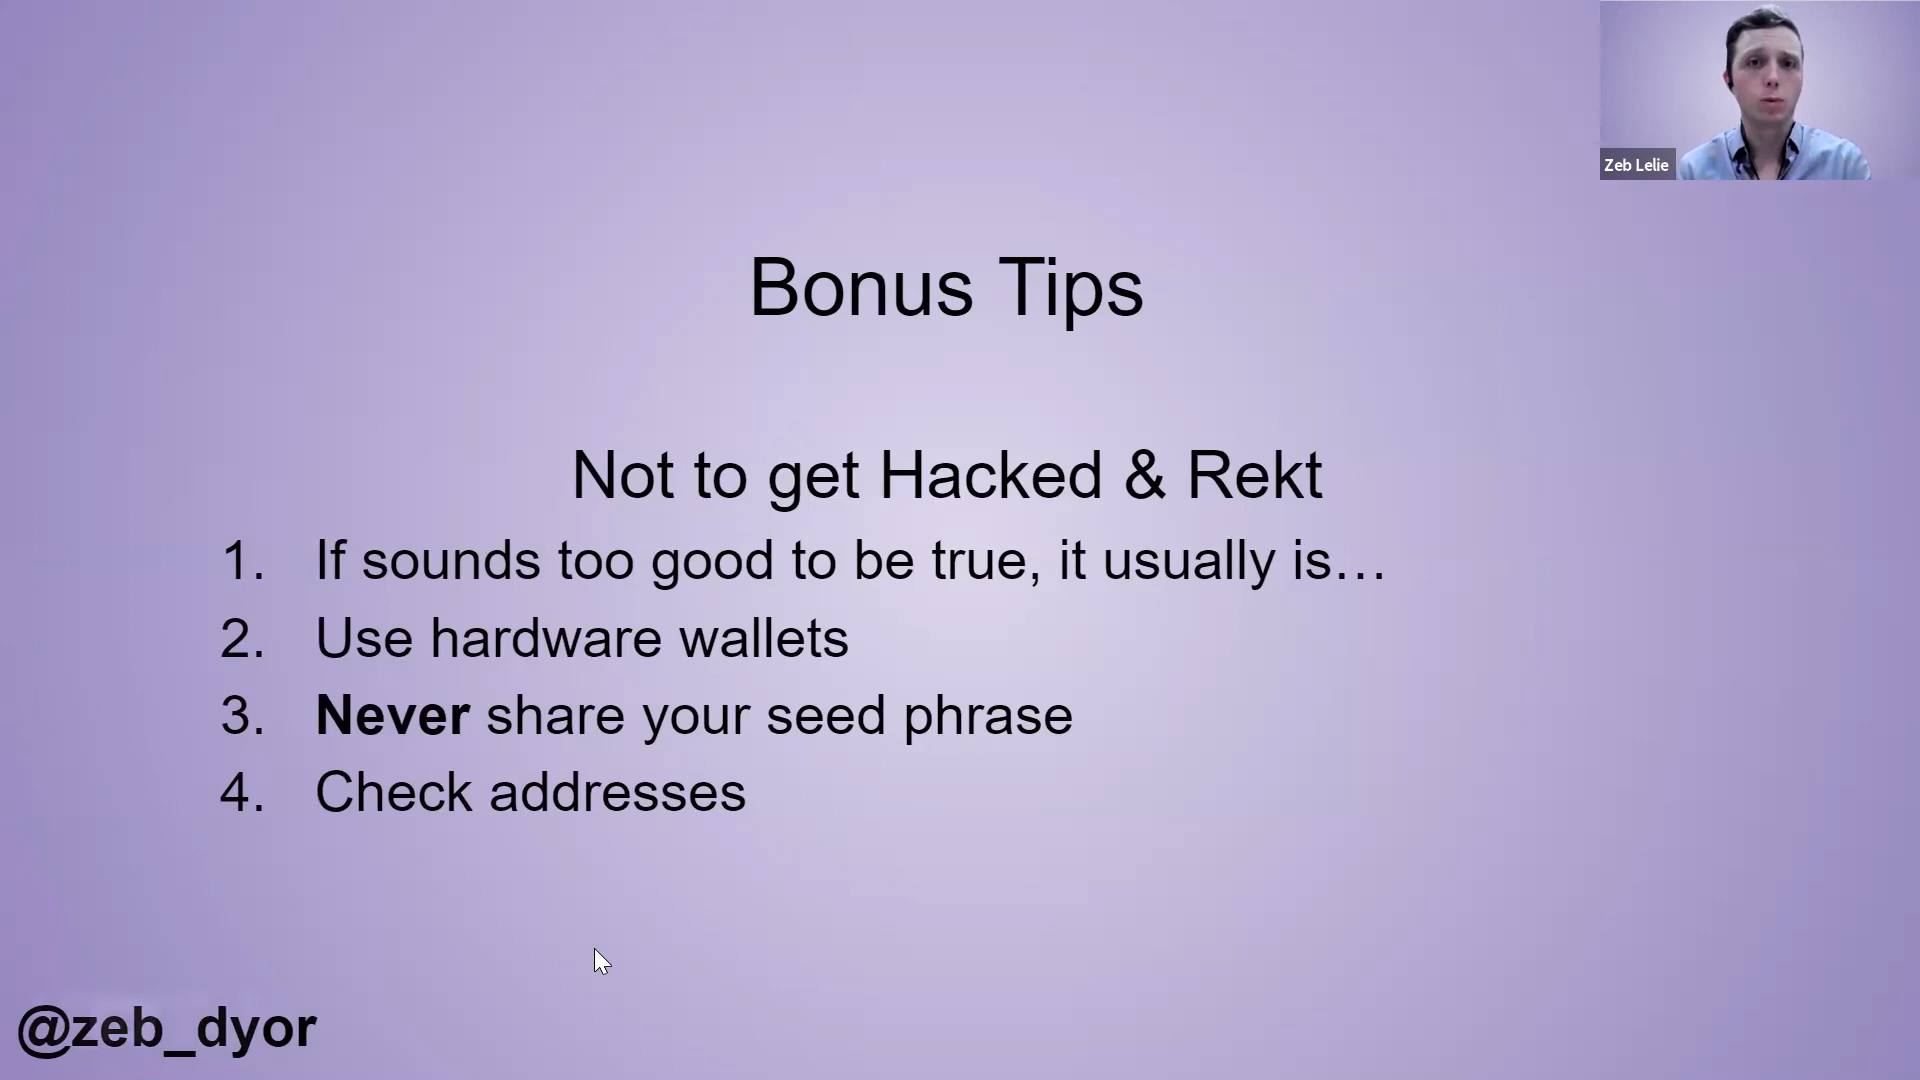 Zeb Lelie
Bonus Tips
Not to get Hacked & Rekt
1. If sounds too good to be true, it usually is…
2. Use hardware wallets
3. Never share your seed phrase
4. Check addresses
@zeb_dyor